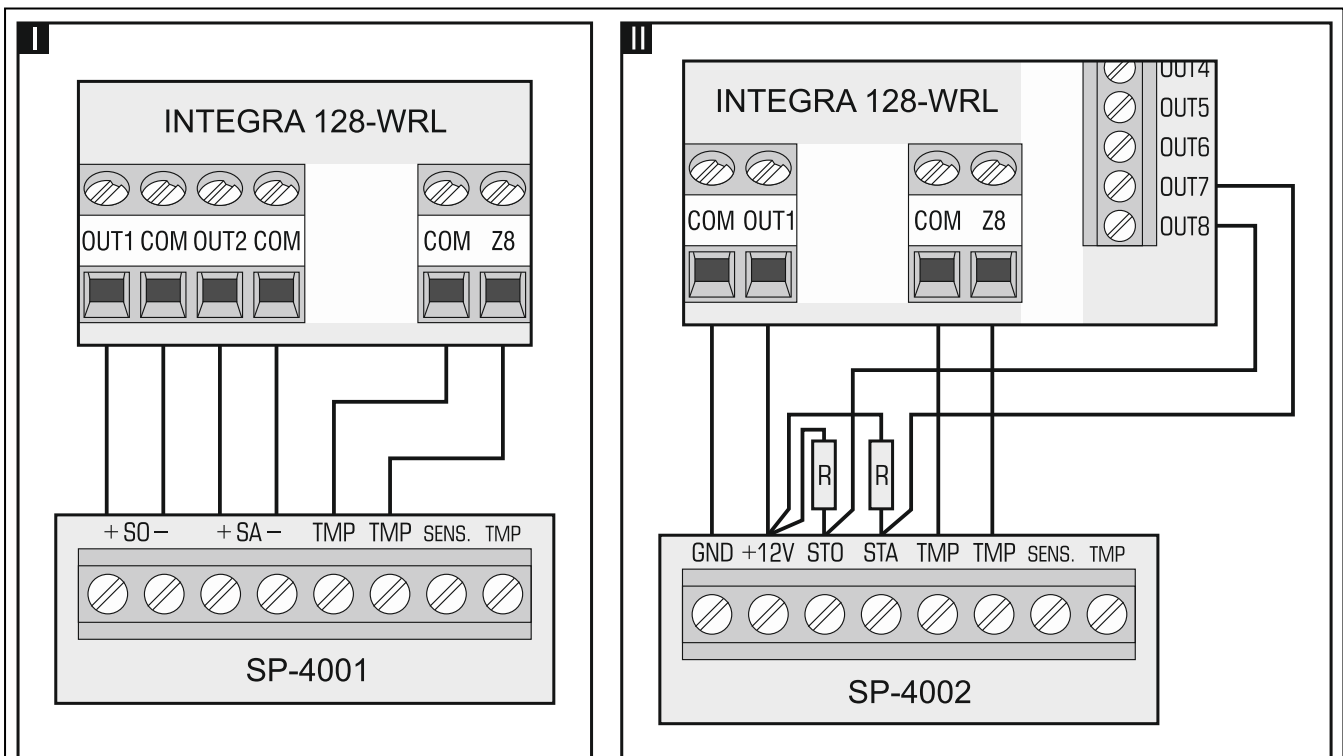 I
INTEGRA 128-WRL
OUT1 COM OUT2 COM
COM Z8
+ SO − + SA − TMP TMP SENS. TMP
SP-4001
II
INTEGRA 128-WRL
OUT4
OUT5
OUT6
OUT7
OUT8
COM OUT1
COM Z8
R R
GND +12V STO STA TMP TMP SENS. TMP
SP-4002